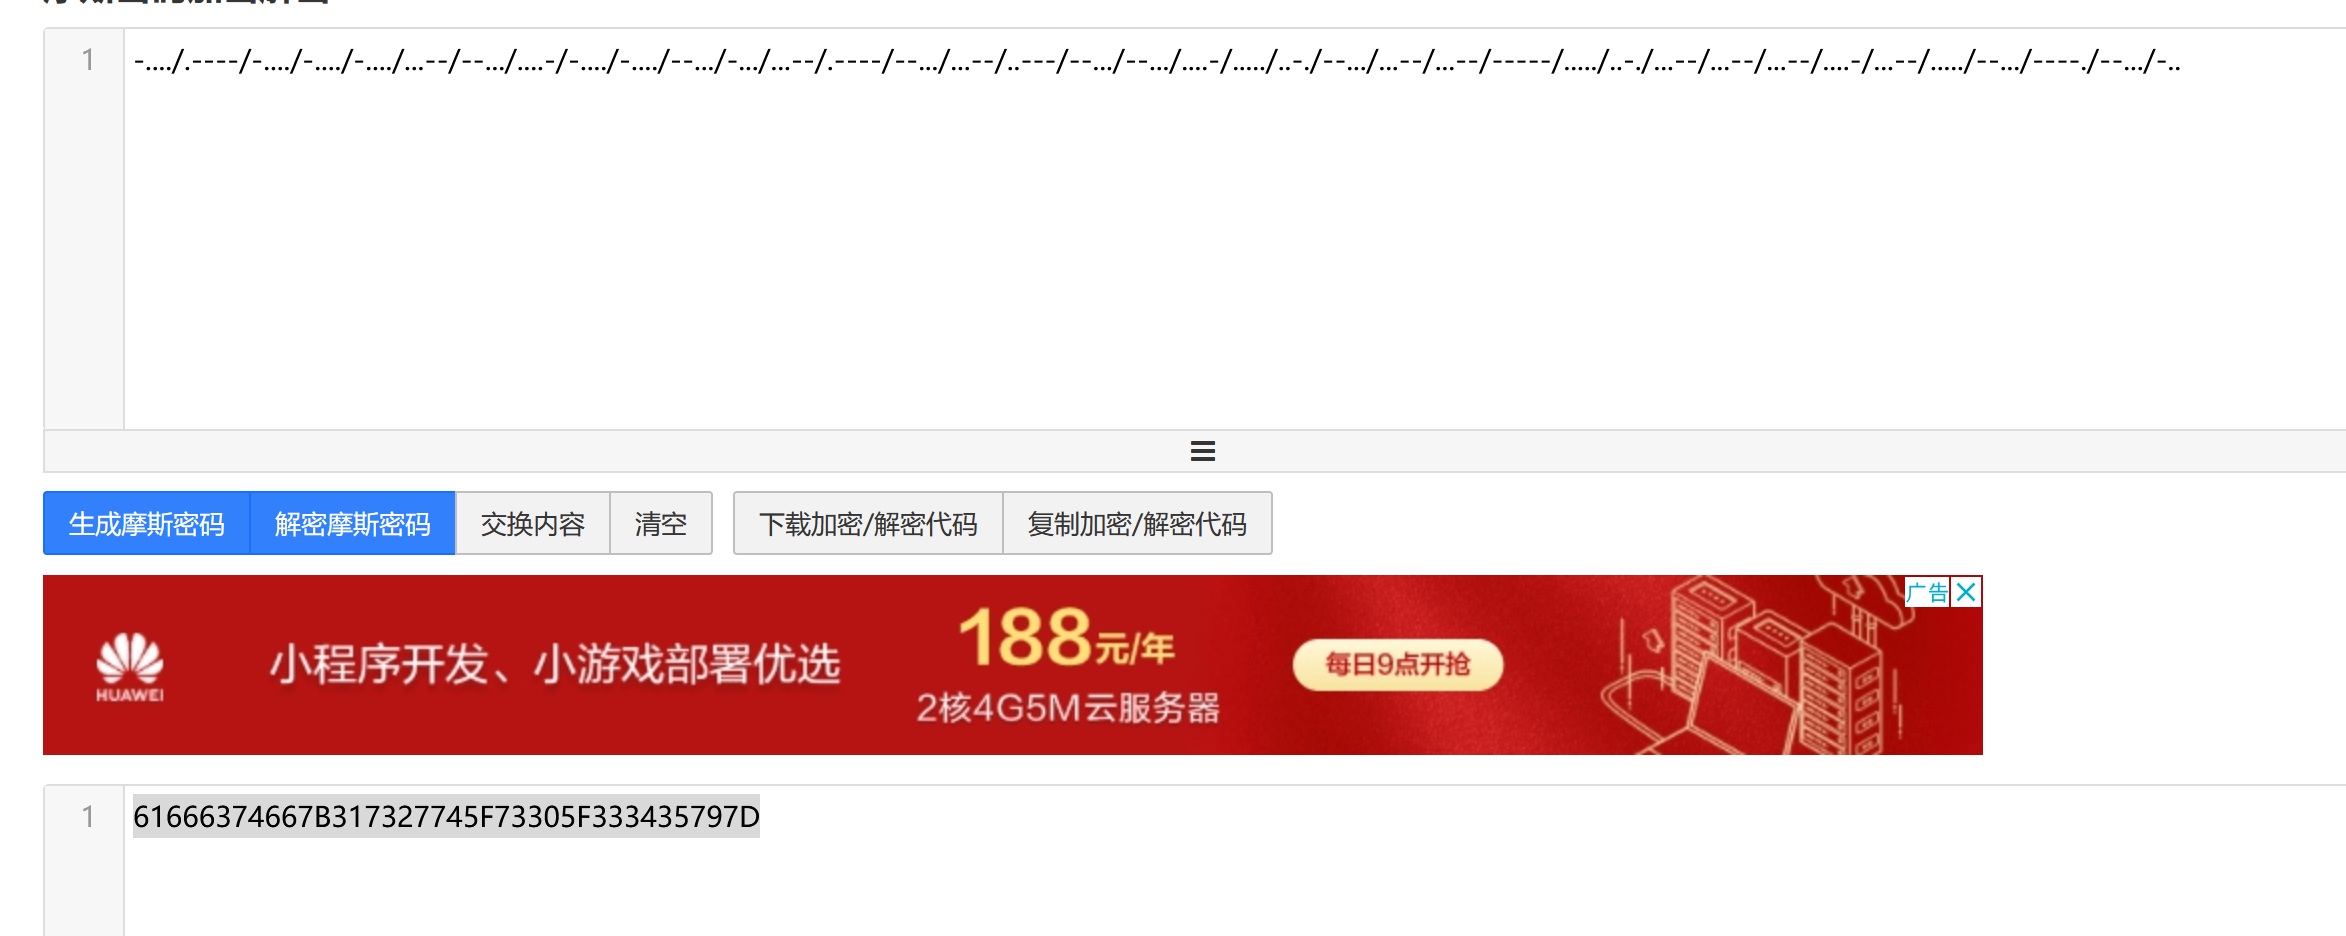 1
-..../.----/-..../-..../-..../...--/--.../....-/-..../-..../--.../-.../...--/.----/--.../...--/..---/--.../--.../....-/...../..-./--.../...--/...--/-----/...../..-./...--/...--/...--/....-/...--/...../--.../----./--.../-..
生成摩斯密码 解密摩斯密码 交换内容 清空 下载加密/解密代码 复制加密/解密代码
广告
HUAWEI
小程序开发、小游戏部署优选
188元/年
2核4G5M云服务器
每日9点开抢
1
61666374667B317327745F73305F333435797D